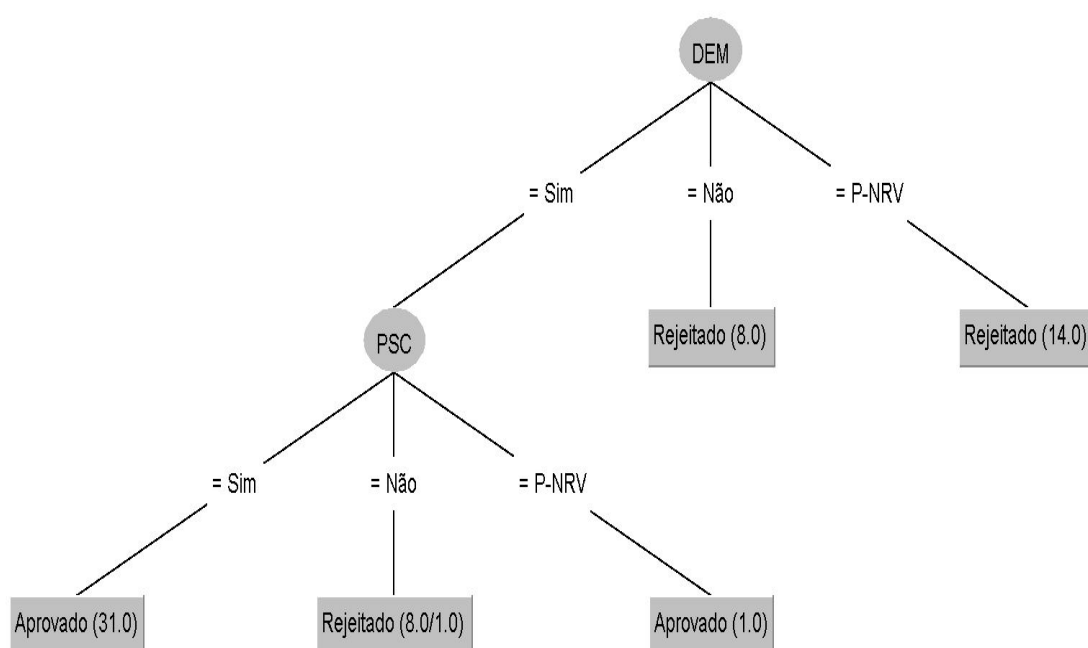 DEM
= Sim
= Não
= P-NRV
PSC
Rejeitado (8.0)
Rejeitado (14.0)
= Sim
= Não
= P-NRV
Aprovado (31.0)
Rejeitado (8.0/1.0)
Aprovado (1.0)